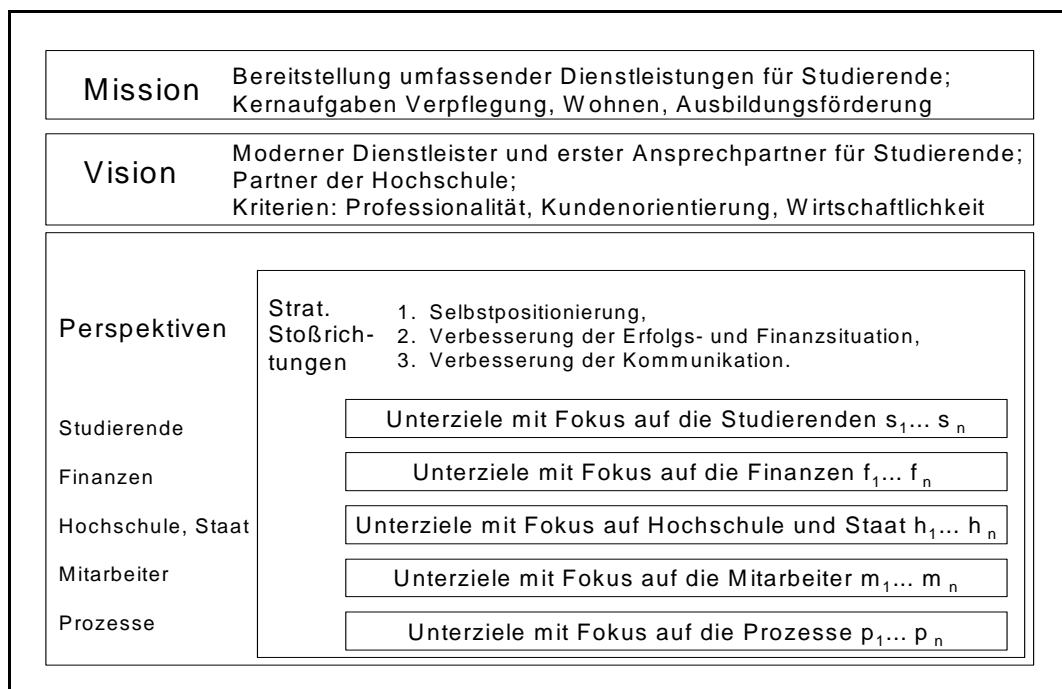 Mission
Bereitstellung umfassender Dienstleistungen für Studierende;
Kernaufgaben Verpflegung, Wohnen, Ausbildungsförderung
Vision
Moderner Dienstleister und erster Ansprechpartner für Studierende;
Partner der Hochschule;
Kriterien: Professionalität, Kundenorientierung, Wirtschaftlichkeit
Perspektiven
Strat.
Stoßrich-
tungen
1. Selbstpositionierung,
2. Verbesserung der Erfolgs- und Finanzsituation,
3. Verbesserung der Kommunikation.
Studierende
Unterziele mit Fokus auf die Studierenden s₁... sₙ
Finanzen
Unterziele mit Fokus auf die Finanzen f₁... fₙ
Hochschule, Staat
Unterziele mit Fokus auf Hochschule und Staat h₁... hₙ
Mitarbeiter
Unterziele mit Fokus auf die Mitarbeiter m₁... mₙ
Prozesse
Unterziele mit Fokus auf die Prozesse p₁... pₙ